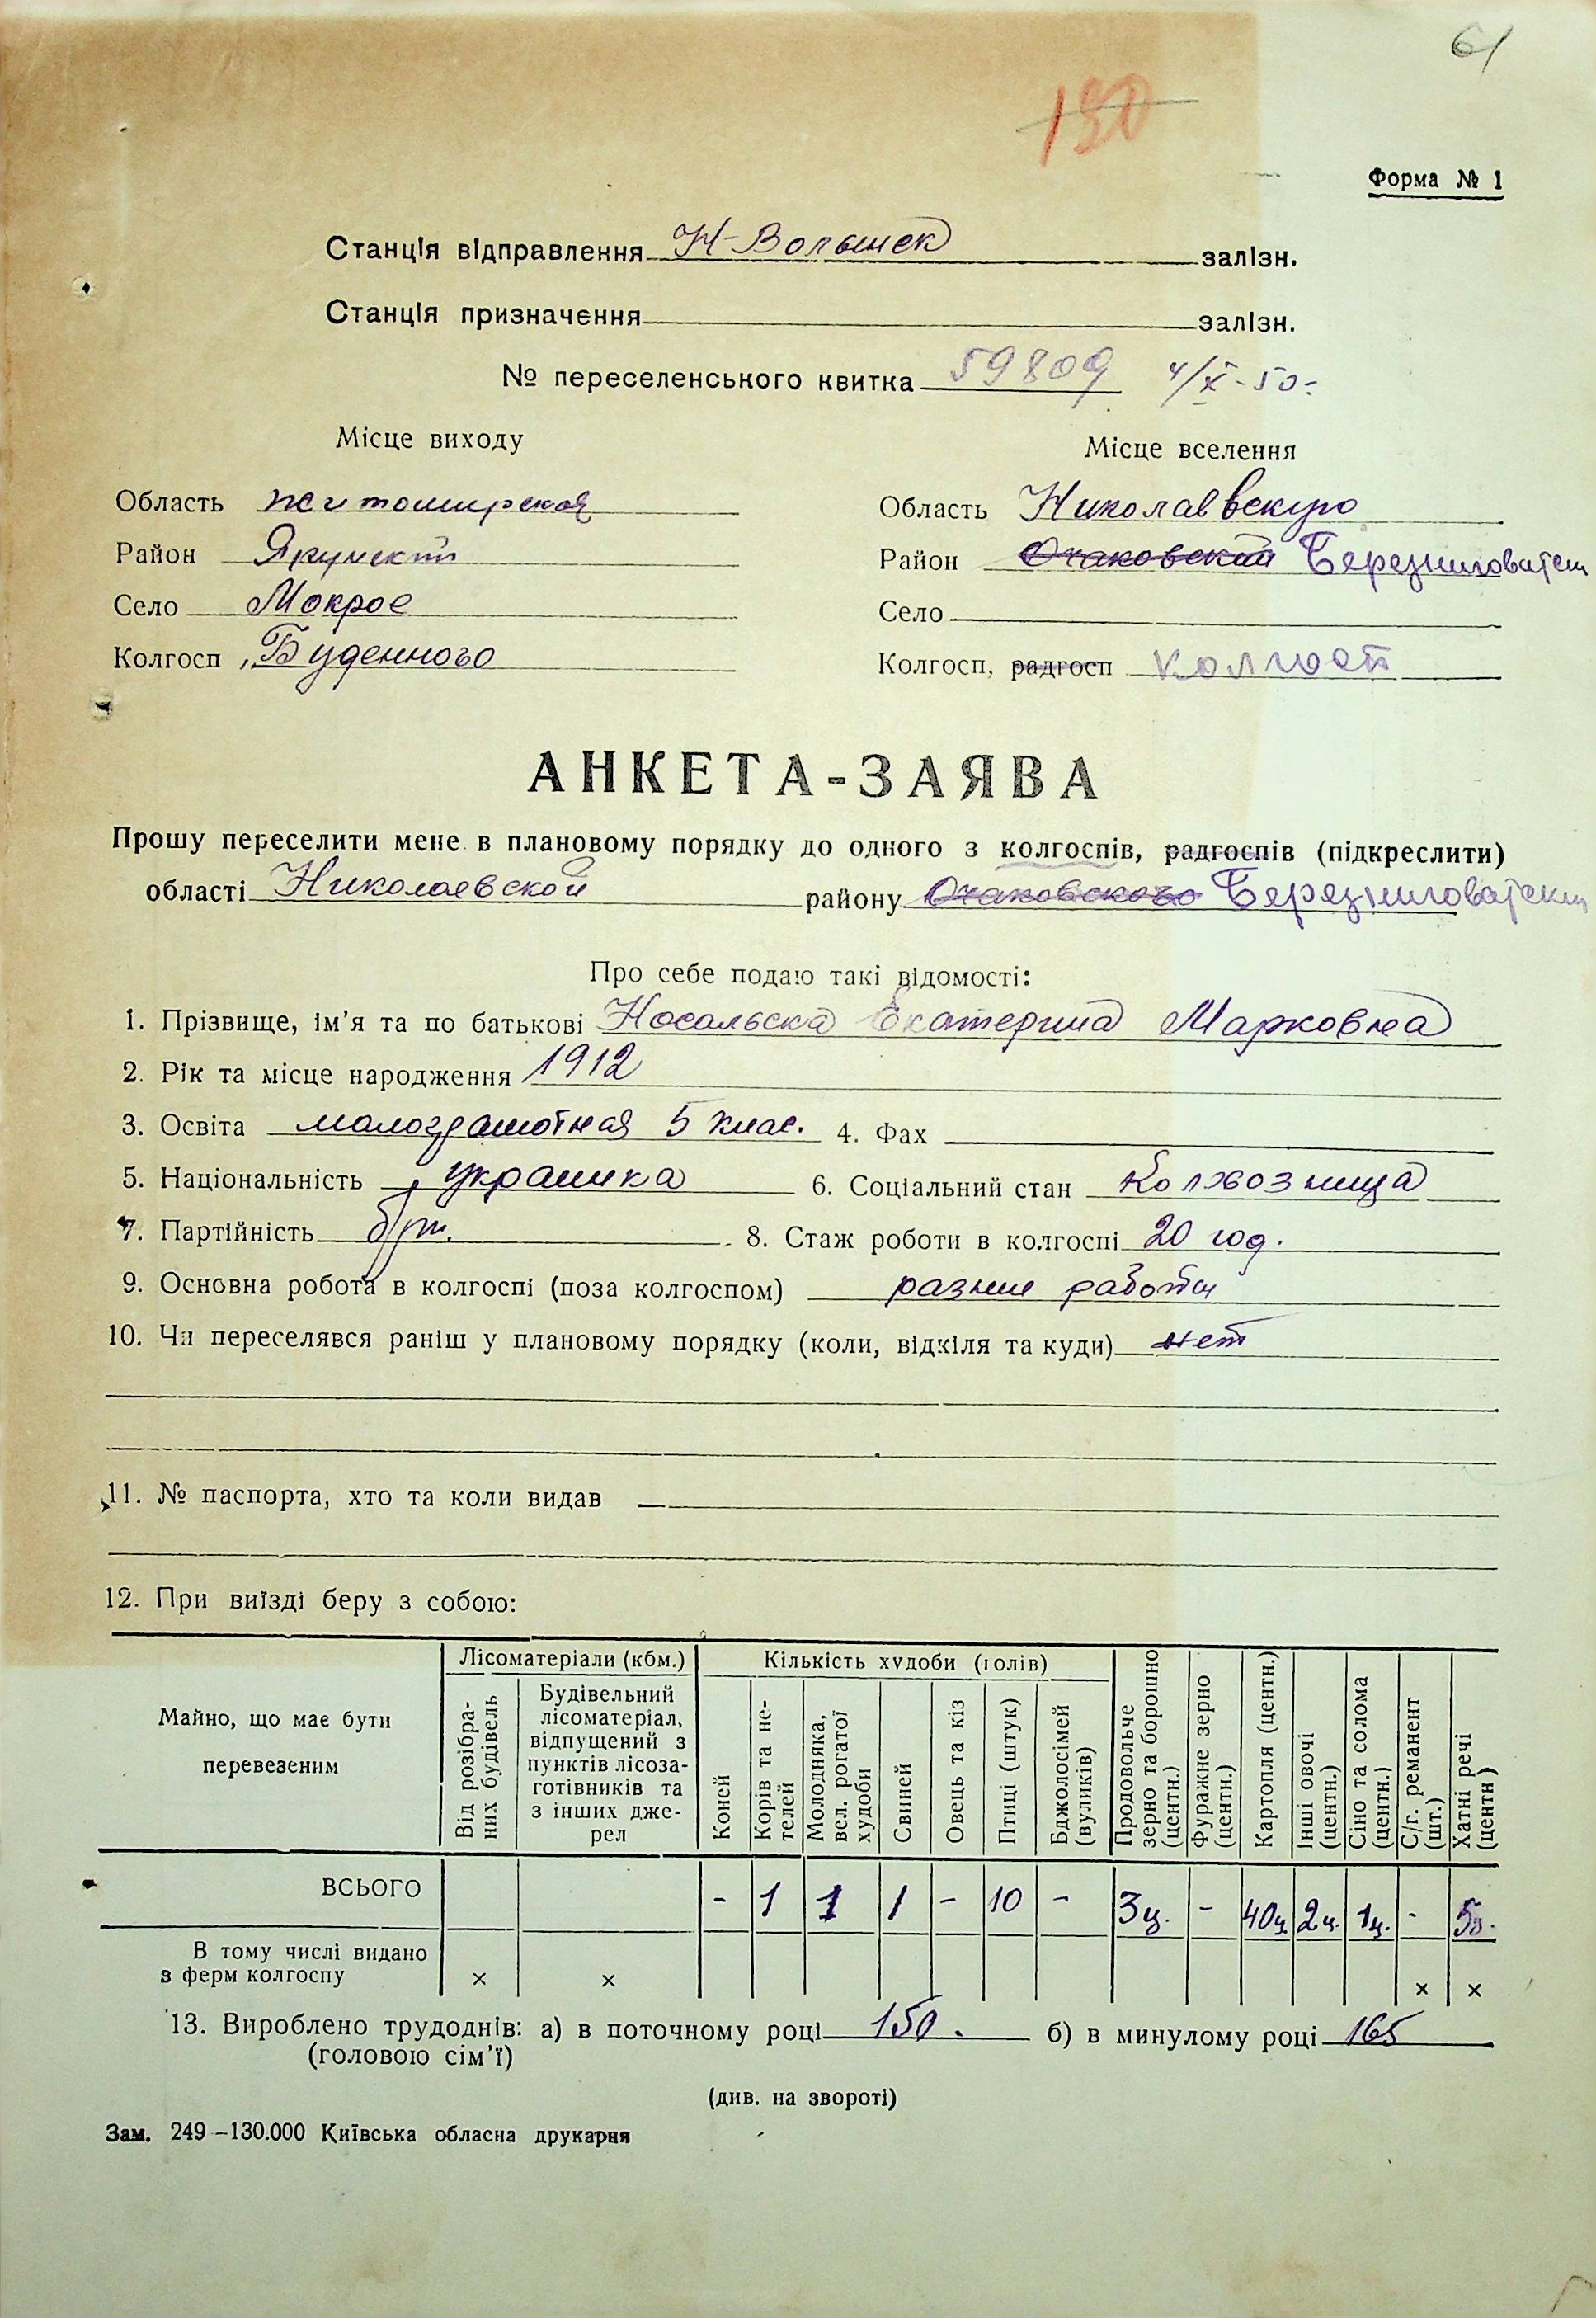 61
150
Форма № 1
Станція відправлення Н-Волынск залізн.
Станція призначення залізн.
№ переселенського квитка 59809 4/X-50-
Місце виходу
Місце вселення
Область житомирская
Область Николаевскую
Район Ярунский
Район Очаковский Березниговатск
Село Мокрое
Село
Колгосп „Буденного
Колгосп, радгосп колгосп
АНКЕТА-ЗАЯВА
Прошу переселити мене в плановому порядку до одного з колгоспів, радгоспів (підкреслити)
області Николаевской району Очаковского Березниговатский
Про себе подаю такі відомості:
1. Прізвище, ім’я та по батькові Носальска Екатерина Марковна
2. Рік та місце народження 1912
3. Освіта малограмотная 5 клас. 4. Фах
5. Національність украинка 6. Соціальний стан Колхозница
7. Партійність б/п. 8. Стаж роботи в колгоспі 20 год.
9. Основна робота в колгоспі (поза колгоспом) разние работы
10. Чи переселявся раніш у плановому порядку (коли, відкіля та куди) нет
11. № паспорта, хто та коли видав —
12. При виїзді беру з собою:
Майно, що має бути перевезеним
Лісоматеріали (кбм.)
Кількість худоби (голів)
Від розібраних будівель
Будівельний лісоматеріал, відпущений з пунктів лісозаготівників та з інших джерел
Коней
Корів та нетелей
Молодняка, вел. рогатої худоби
Свиней
Овець та кіз
Птиці (штук)
Бджолосімей (вуликів)
Продовольче зерно та борошно (центн.)
Фуражне зерно (центн.)
Картопля (центн.)
Інші овочі (центн.)
Сіно та солома (центн.)
С/г. реманент (шт.)
Хатні речі (центн)
ВСЬОГО - 1 1 1 - 10 - 3ц. - 40ц 2ц. 1ц. - 5ц.
В тому числі видано з ферм колгоспу × × × ×
13. Вироблено трудоднів: а) в поточному році 150. б) в минулому році 165
(головою сім’ї)
(див. на звороті)
Зам. 249–130.000 Київська обласна друкарня